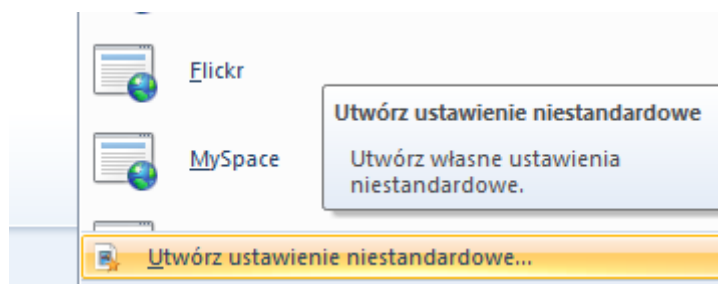 Flickr
Utwórz ustawienie niestandardowe
MySpace
Utwórz własne ustawienia
niestandardowe.
Utwórz ustawienie niestandardowe...